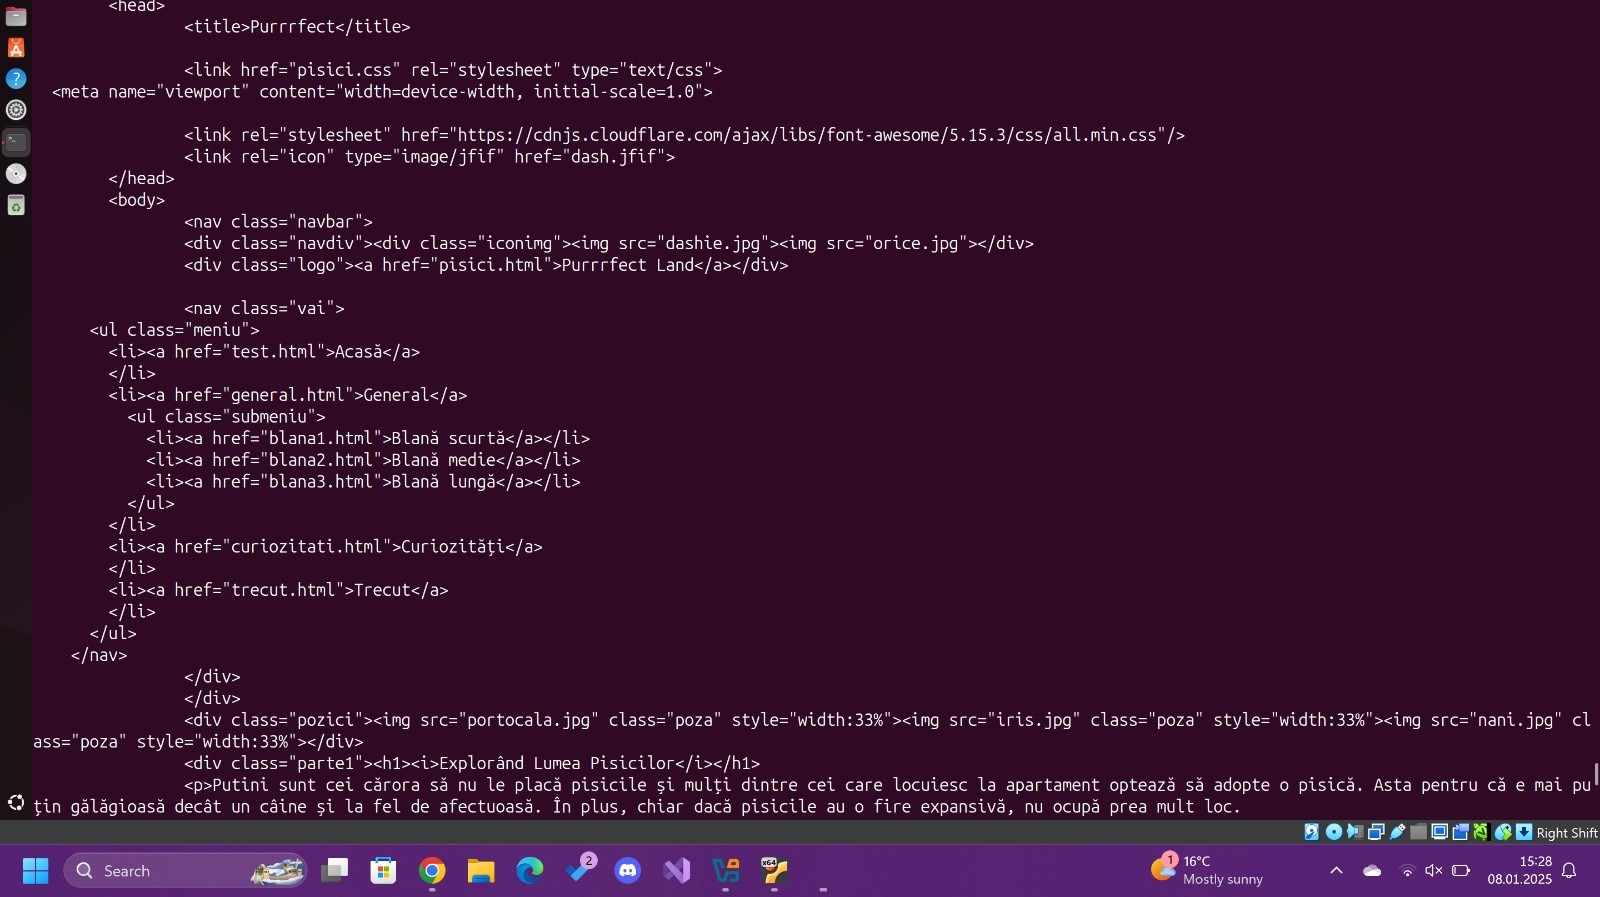 <head>
<title>Purrrfect</title>
<link href="pisici.css" rel="stylesheet" type="text/css">
<meta name="viewport" content="width=device-width, initial-scale=1.0">
<link rel="stylesheet" href="https://cdnjs.cloudflare.com/ajax/libs/font-awesome/5.15.3/css/all.min.css"/>
<link rel="icon" type="image/jfif" href="dash.jfif">
</head>
<body>
<nav class="navbar">
<div class="navdiv"><div class="iconimg"><img src="dashie.jpg"><img src="orice.jpg"></div>
<div class="logo"><a href="pisici.html">Purrrfect Land</a></div>
<nav class="vai">
<ul class="meniu">
<li><a href="test.html">Acasă</a>
</li>
<li><a href="general.html">General</a>
<ul class="submeniu">
<li><a href="blana1.html">Blană scurtă</a></li>
<li><a href="blana2.html">Blană medie</a></li>
<li><a href="blana3.html">Blană lungă</a></li>
</ul>
</li>
<li><a href="curiozitati.html">Curiozități</a>
</li>
<li><a href="trecut.html">Trecut</a>
</li>
</ul>
</nav>
</div>
</div>
<div class="pozici"><img src="portocala.jpg" class="poza" style="width:33%"><img src="iris.jpg" class="poza" style="width:33%"><img src="nani.jpg" cl
ass="poza" style="width:33%"></div>
<div class="parte1"><h1><i>Explorând Lumea Pisicilor</i></h1>
<p>Putini sunt cei cărora să nu le placă pisicile și mulți dintre cei care locuiesc la apartament optează să adopte o pisică. Asta pentru că e mai pu
țin gălăgioasă decât un câine și la fel de afectuoasă. În plus, chiar dacă pisicile au o fire expansivă, nu ocupă prea mult loc.
Right Shift
Search
2
x64
1
16°C
Mostly sunny
15:28
08.01.2025